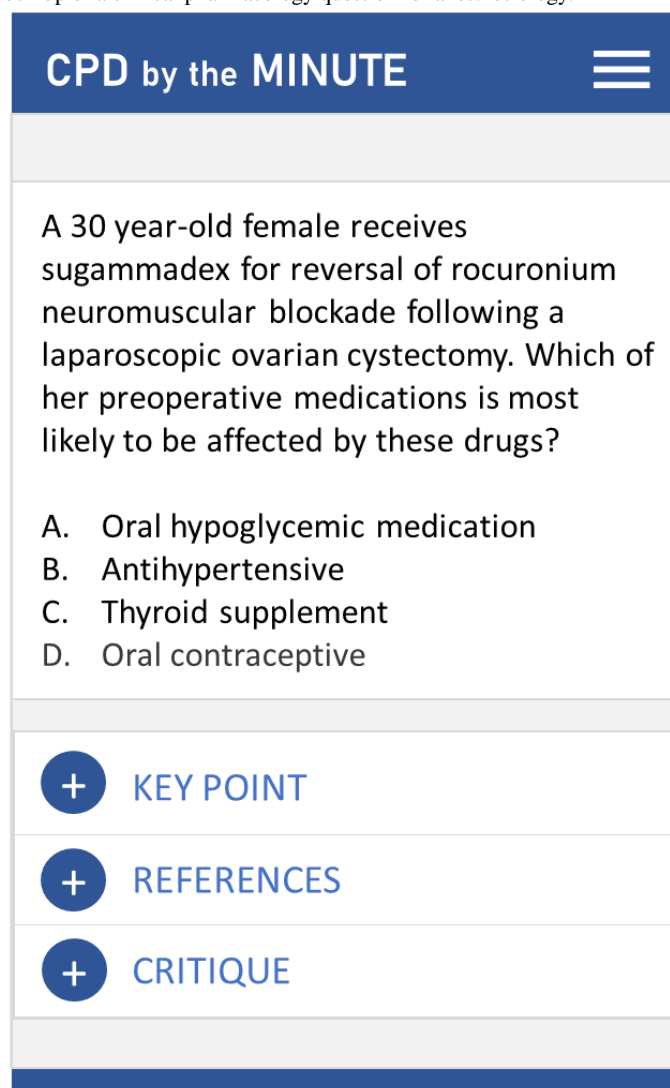 CPD by the MINUTE
A 30 year-old female receives
sugammadex for reversal of rocuronium
neuromuscular blockade following a
laparoscopic ovarian cystectomy. Which of
her preoperative medications is most
likely to be affected by these drugs?
A. Oral hypoglycemic medication
B. Antihypertensive
C. Thyroid supplement
D. Oral contraceptive
+ KEY POINT
+ REFERENCES
+ CRITIQUE